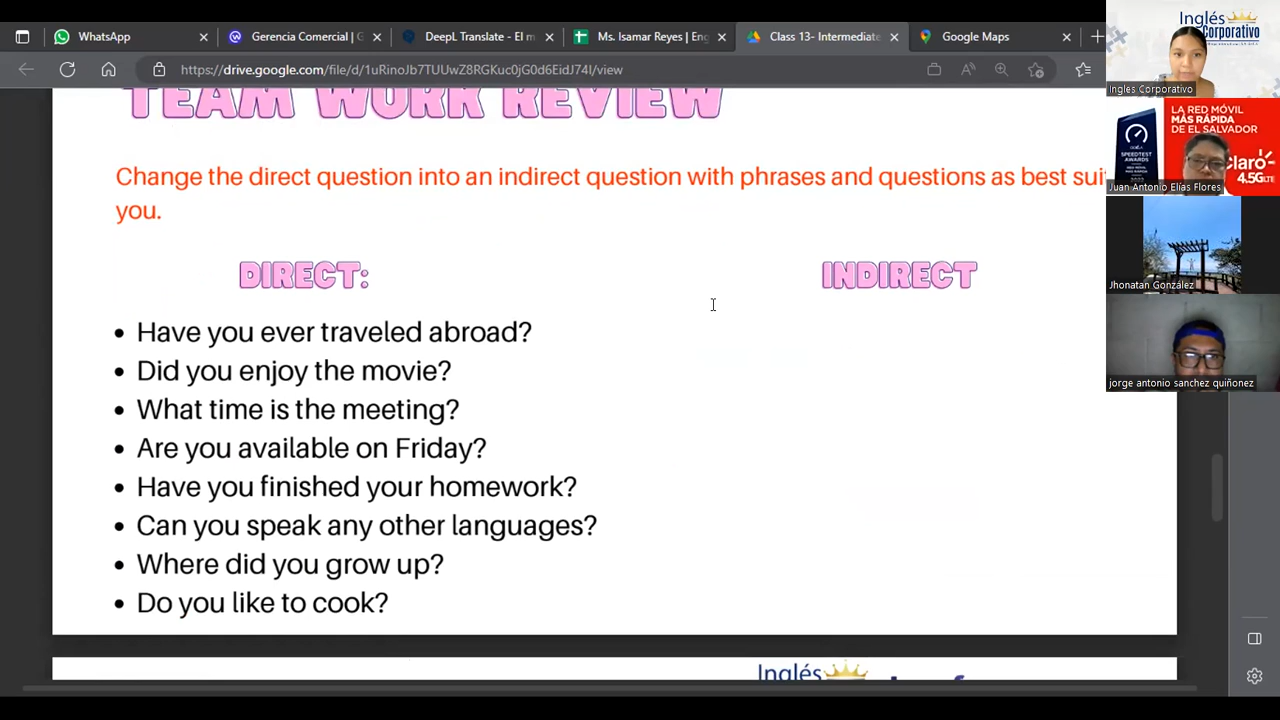 WhatsApp
Gerencia Comercial | G
DeepL Translate - El m
Ms. Isamar Reyes | Eng
Class 13- Intermediate
Google Maps
https://drive.google.com/file/d/1uRinoJb7TUUwZ8RGKuc0jG0d6EidJ74I/view
TEAM WORK REVIEW
Change the direct question into an indirect question with phrases and questions as best sui
you.
DIRECT:
INDIRECT
• Have you ever traveled abroad?
• Did you enjoy the movie?
• What time is the meeting?
• Are you available on Friday?
• Have you finished your homework?
• Can you speak any other languages?
• Where did you grow up?
• Do you like to cook?
Inglés
Inglés
Corporativo
Ingles Corporativo
LA RED MÓVIL
MÁS RÁPIDA
DE EL SALVADOR
SPEEDTEST
AWARDS
Claro
4.5G LTE
Juan Antonio Elías Flores
Jhonatan González
jorge antonio sanchez quiñonez